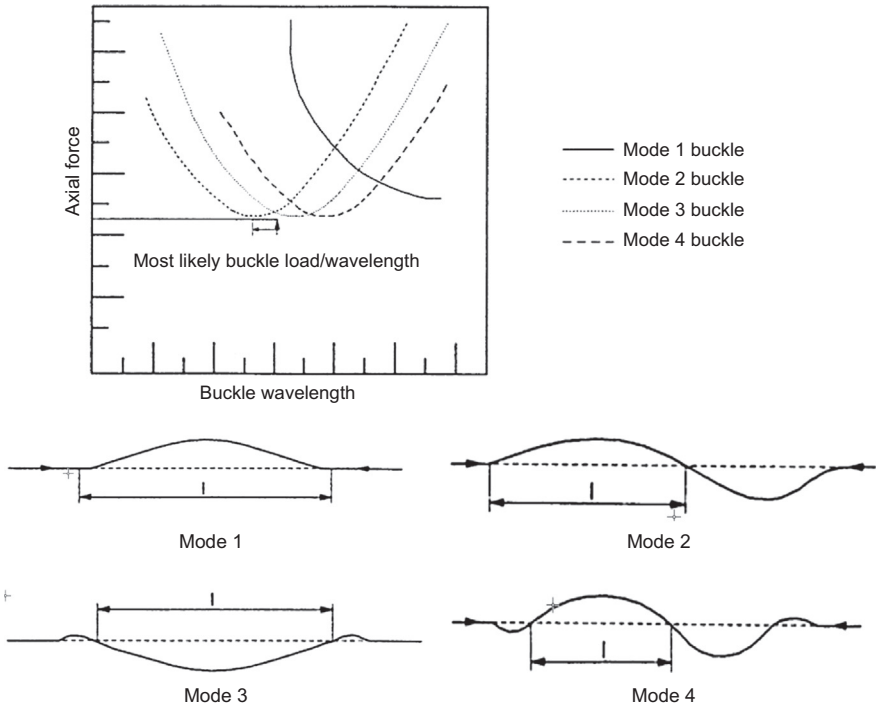 Axial force
Most likely buckle load/wavelength
Buckle wavelength
Mode 1 buckle
Mode 2 buckle
Mode 3 buckle
Mode 4 buckle
l
Mode 1
l
Mode 2
l
Mode 3
l
Mode 4